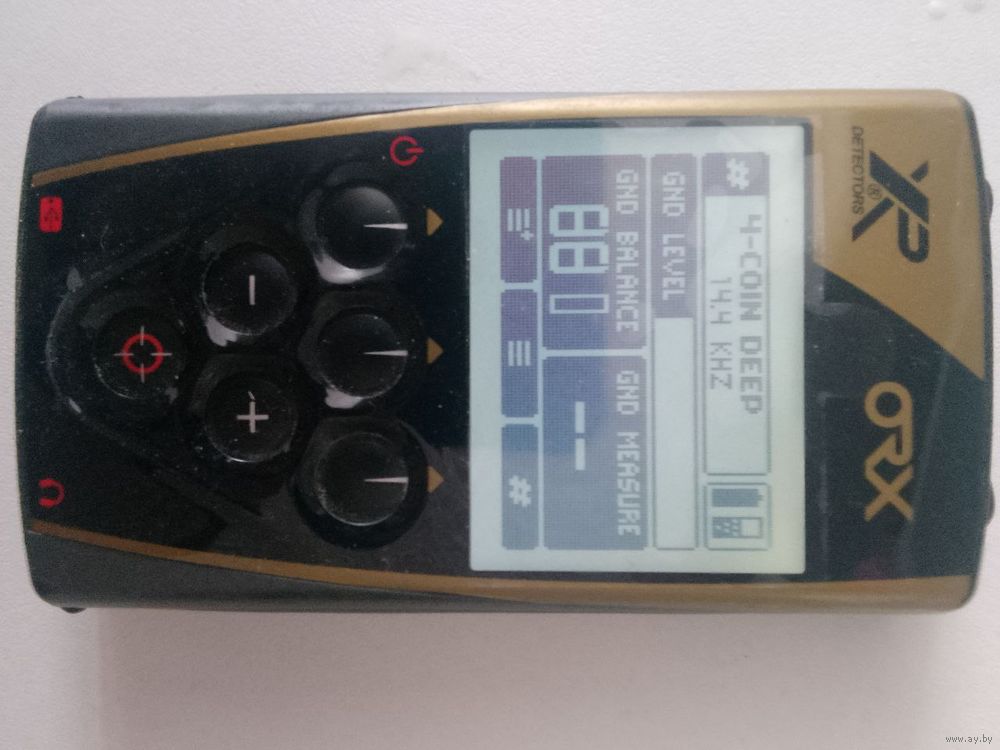 XP®
DETECTORS
ORX
# 4-COIN DEEP
14,4 KHZ
GND LEVEL
GND BALANCE GND MEASURE
88 --
#
- +
www.ay.by